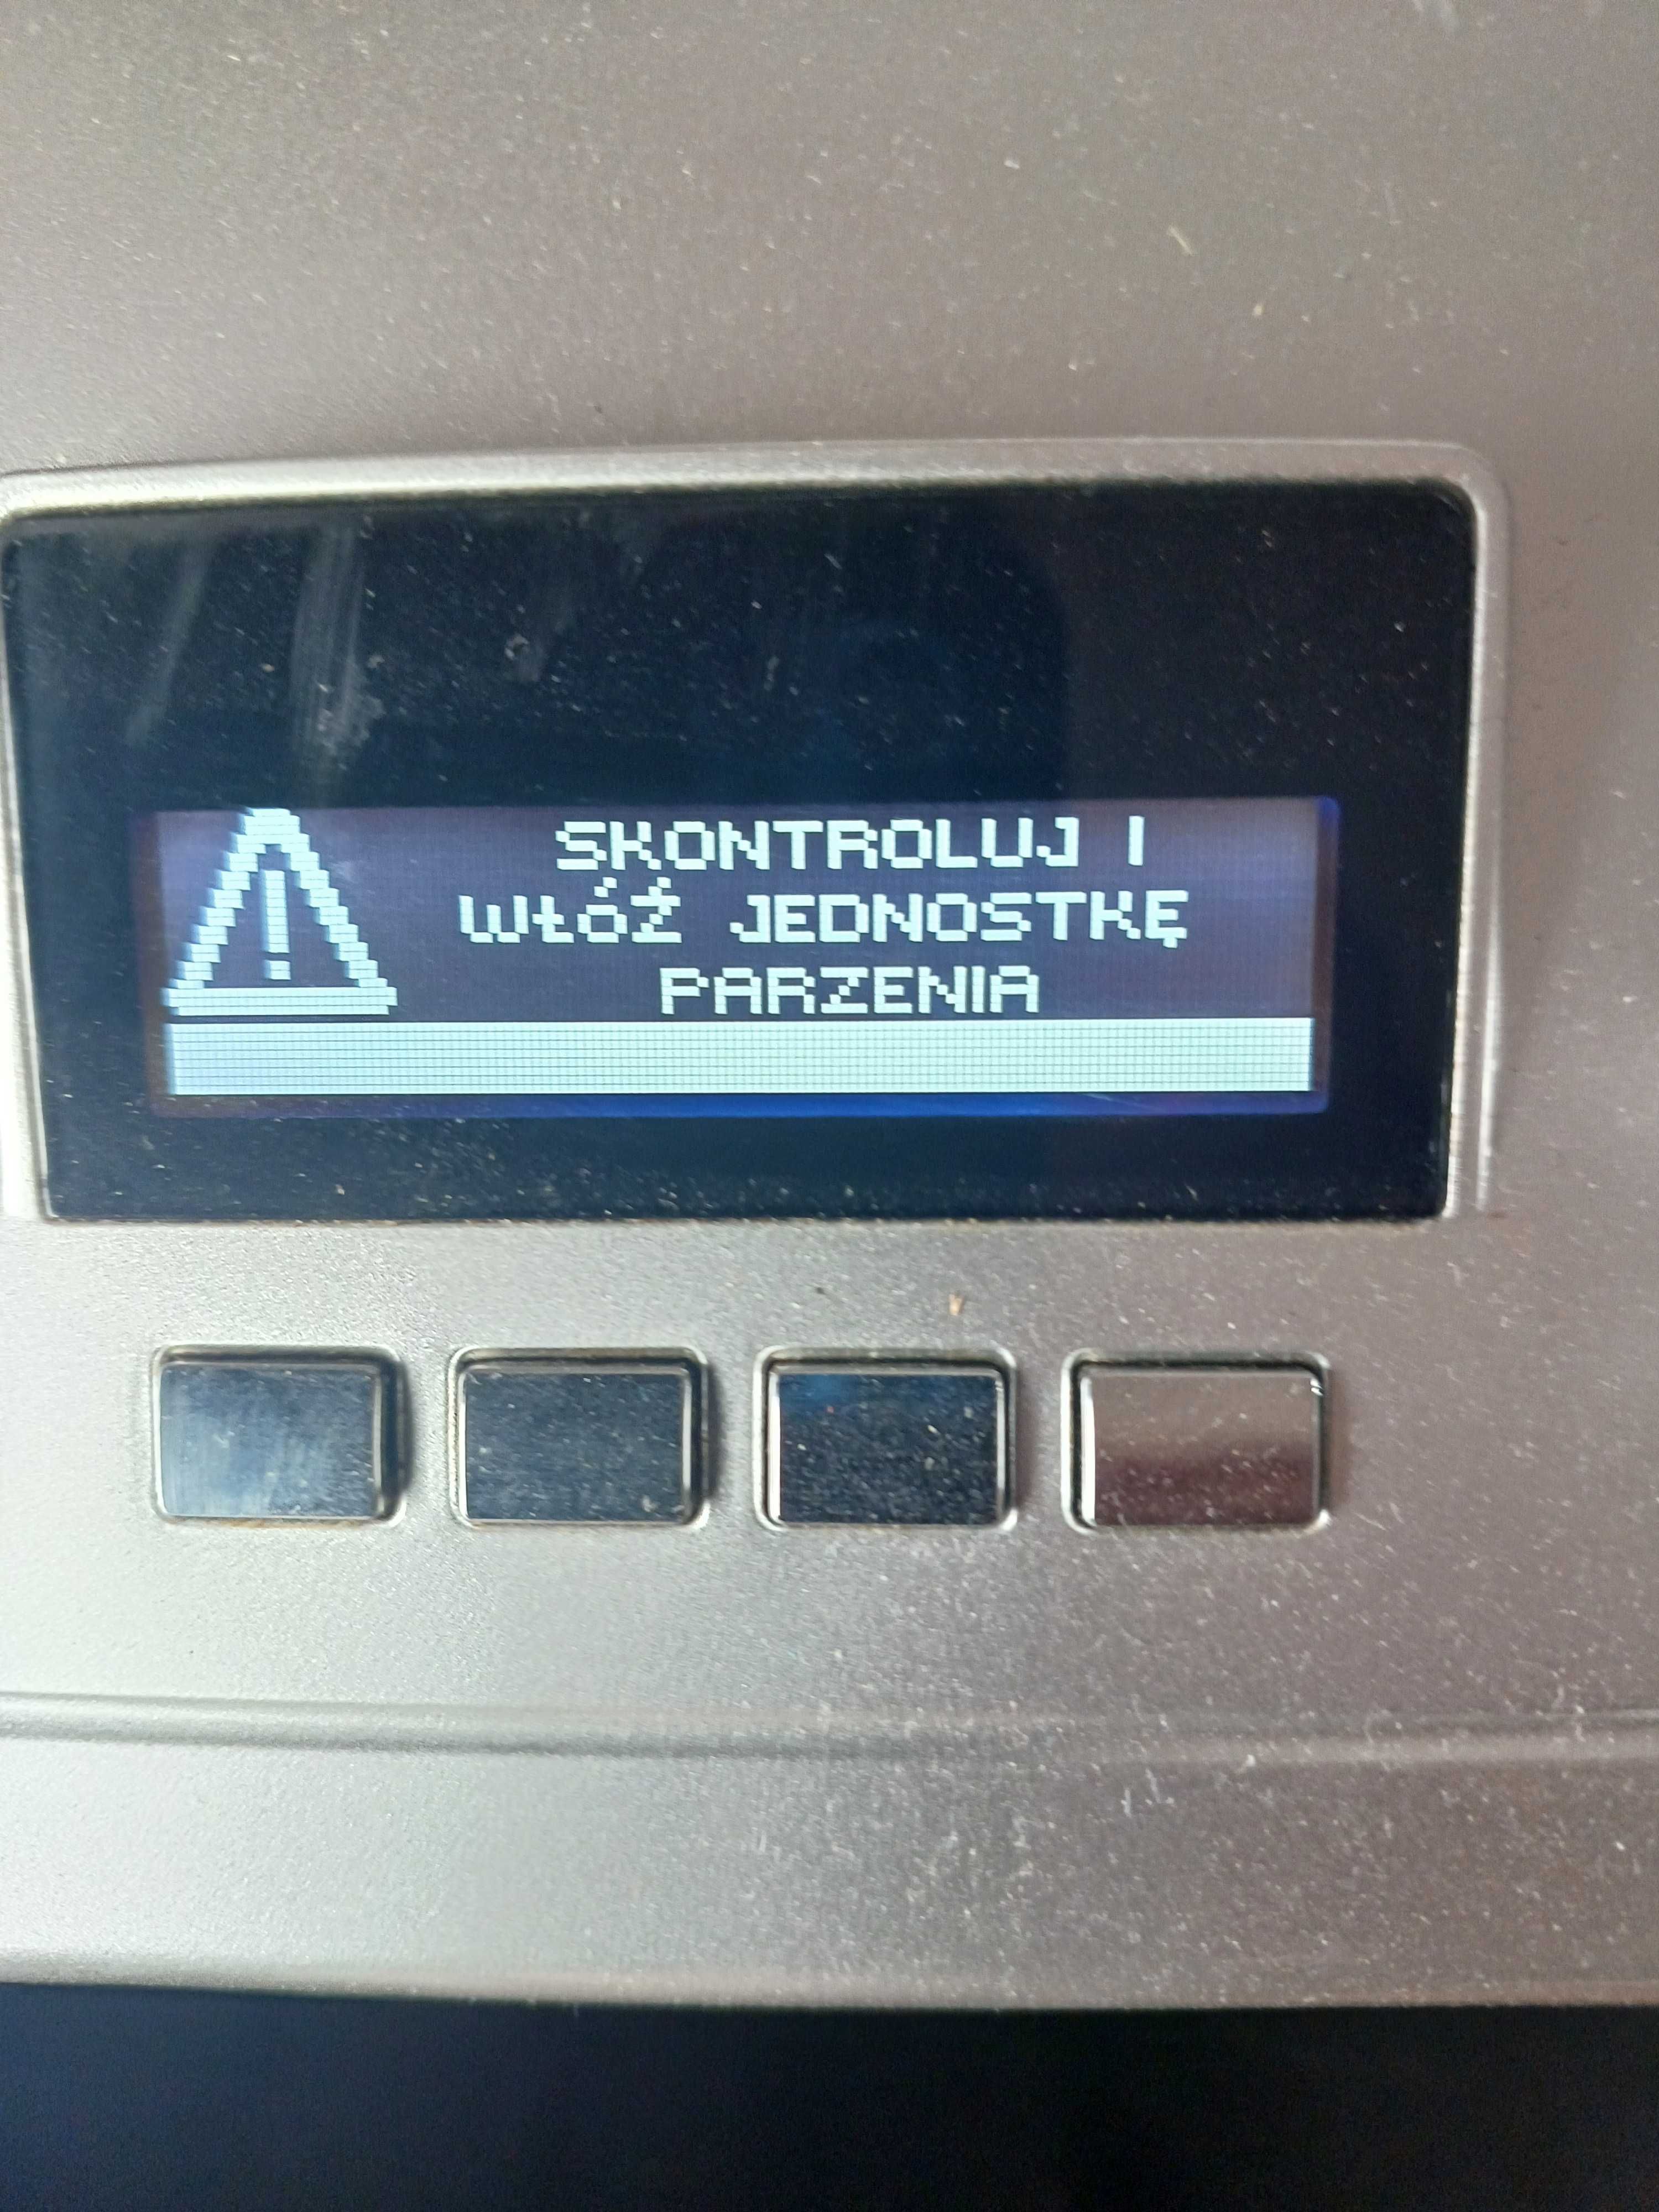 SKONTROLUJ I
WŁÓŻ JEDNOSTKĘ
PARZENIA